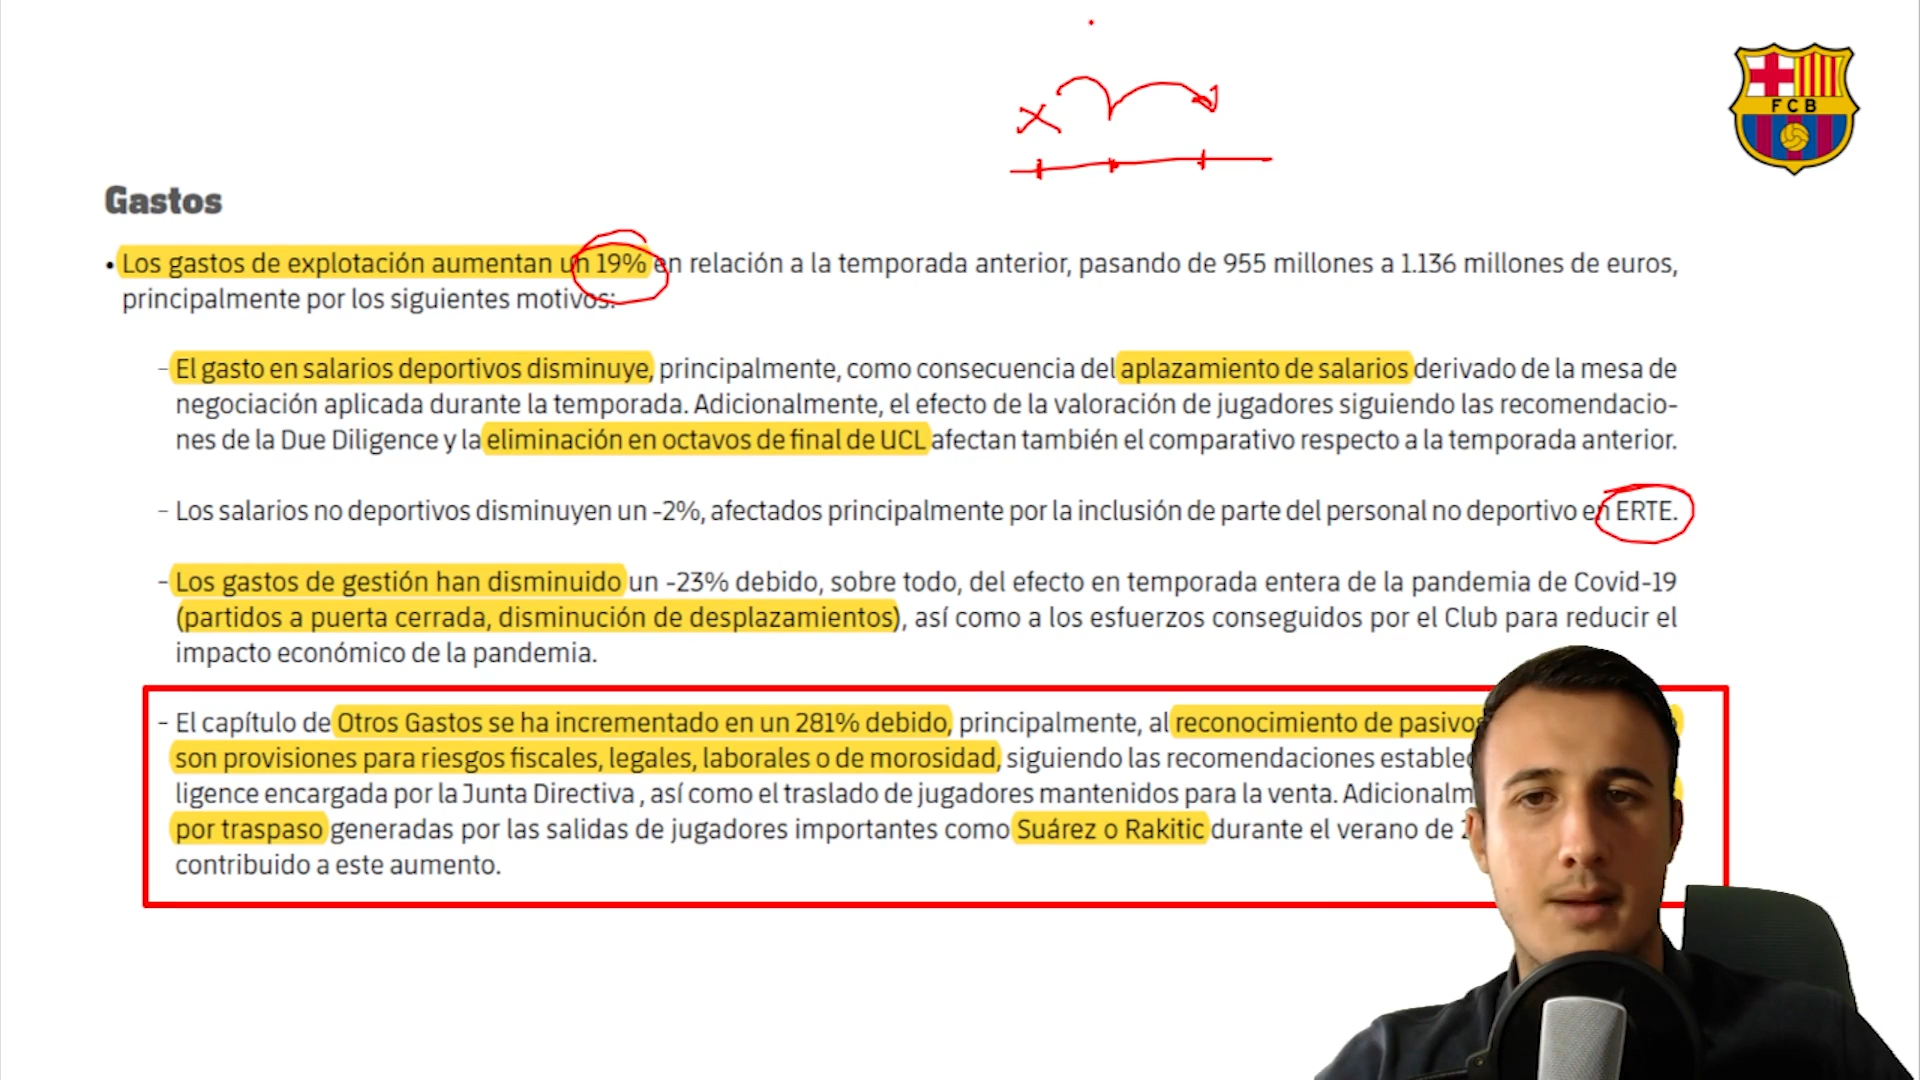 FCB
Gastos
• Los gastos de explotación aumentan un 19% en relación a la temporada anterior, pasando de 955 millones a 1.136 millones de euros,
principalmente por los siguientes motivos:
- El gasto en salarios deportivos disminuye, principalmente, como consecuencia del aplazamiento de salarios derivado de la mesa de
negociación aplicada durante la temporada. Adicionalmente, el efecto de la valoración de jugadores siguiendo las recomendacio-
nes de la Due Diligence y la eliminación en octavos de final de UCL afectan también el comparativo respecto a la temporada anterior.
- Los salarios no deportivos disminuyen un -2%, afectados principalmente por la inclusión de parte del personal no deportivo en ERTE.
- Los gastos de gestión han disminuido un -23% debido, sobre todo, del efecto en temporada entera de la pandemia de Covid-19
(partidos a puerta cerrada, disminución de desplazamientos), así como a los esfuerzos conseguidos por el Club para reducir el
impacto económico de la pandemia.
- El capítulo de Otros Gastos se ha incrementado en un 281% debido, principalmente, al reconocimiento de pasivos
son provisiones para riesgos fiscales, legales, laborales o de morosidad, siguiendo las recomendaciones
ligence encargada por la Junta Directiva , así como el traslado de jugadores mantenidos para la venta.
por traspaso generadas por las salidas de jugadores importantes como Suárez o Rakitic durante el verano de
contribuido a este aumento.